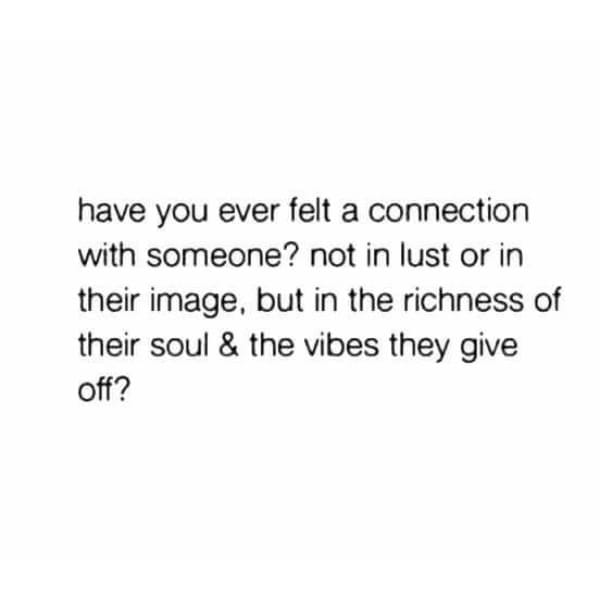 have you ever felt a connection
with someone? not in lust or in
their image, but in the richness of
their soul & the vibes they give
off?